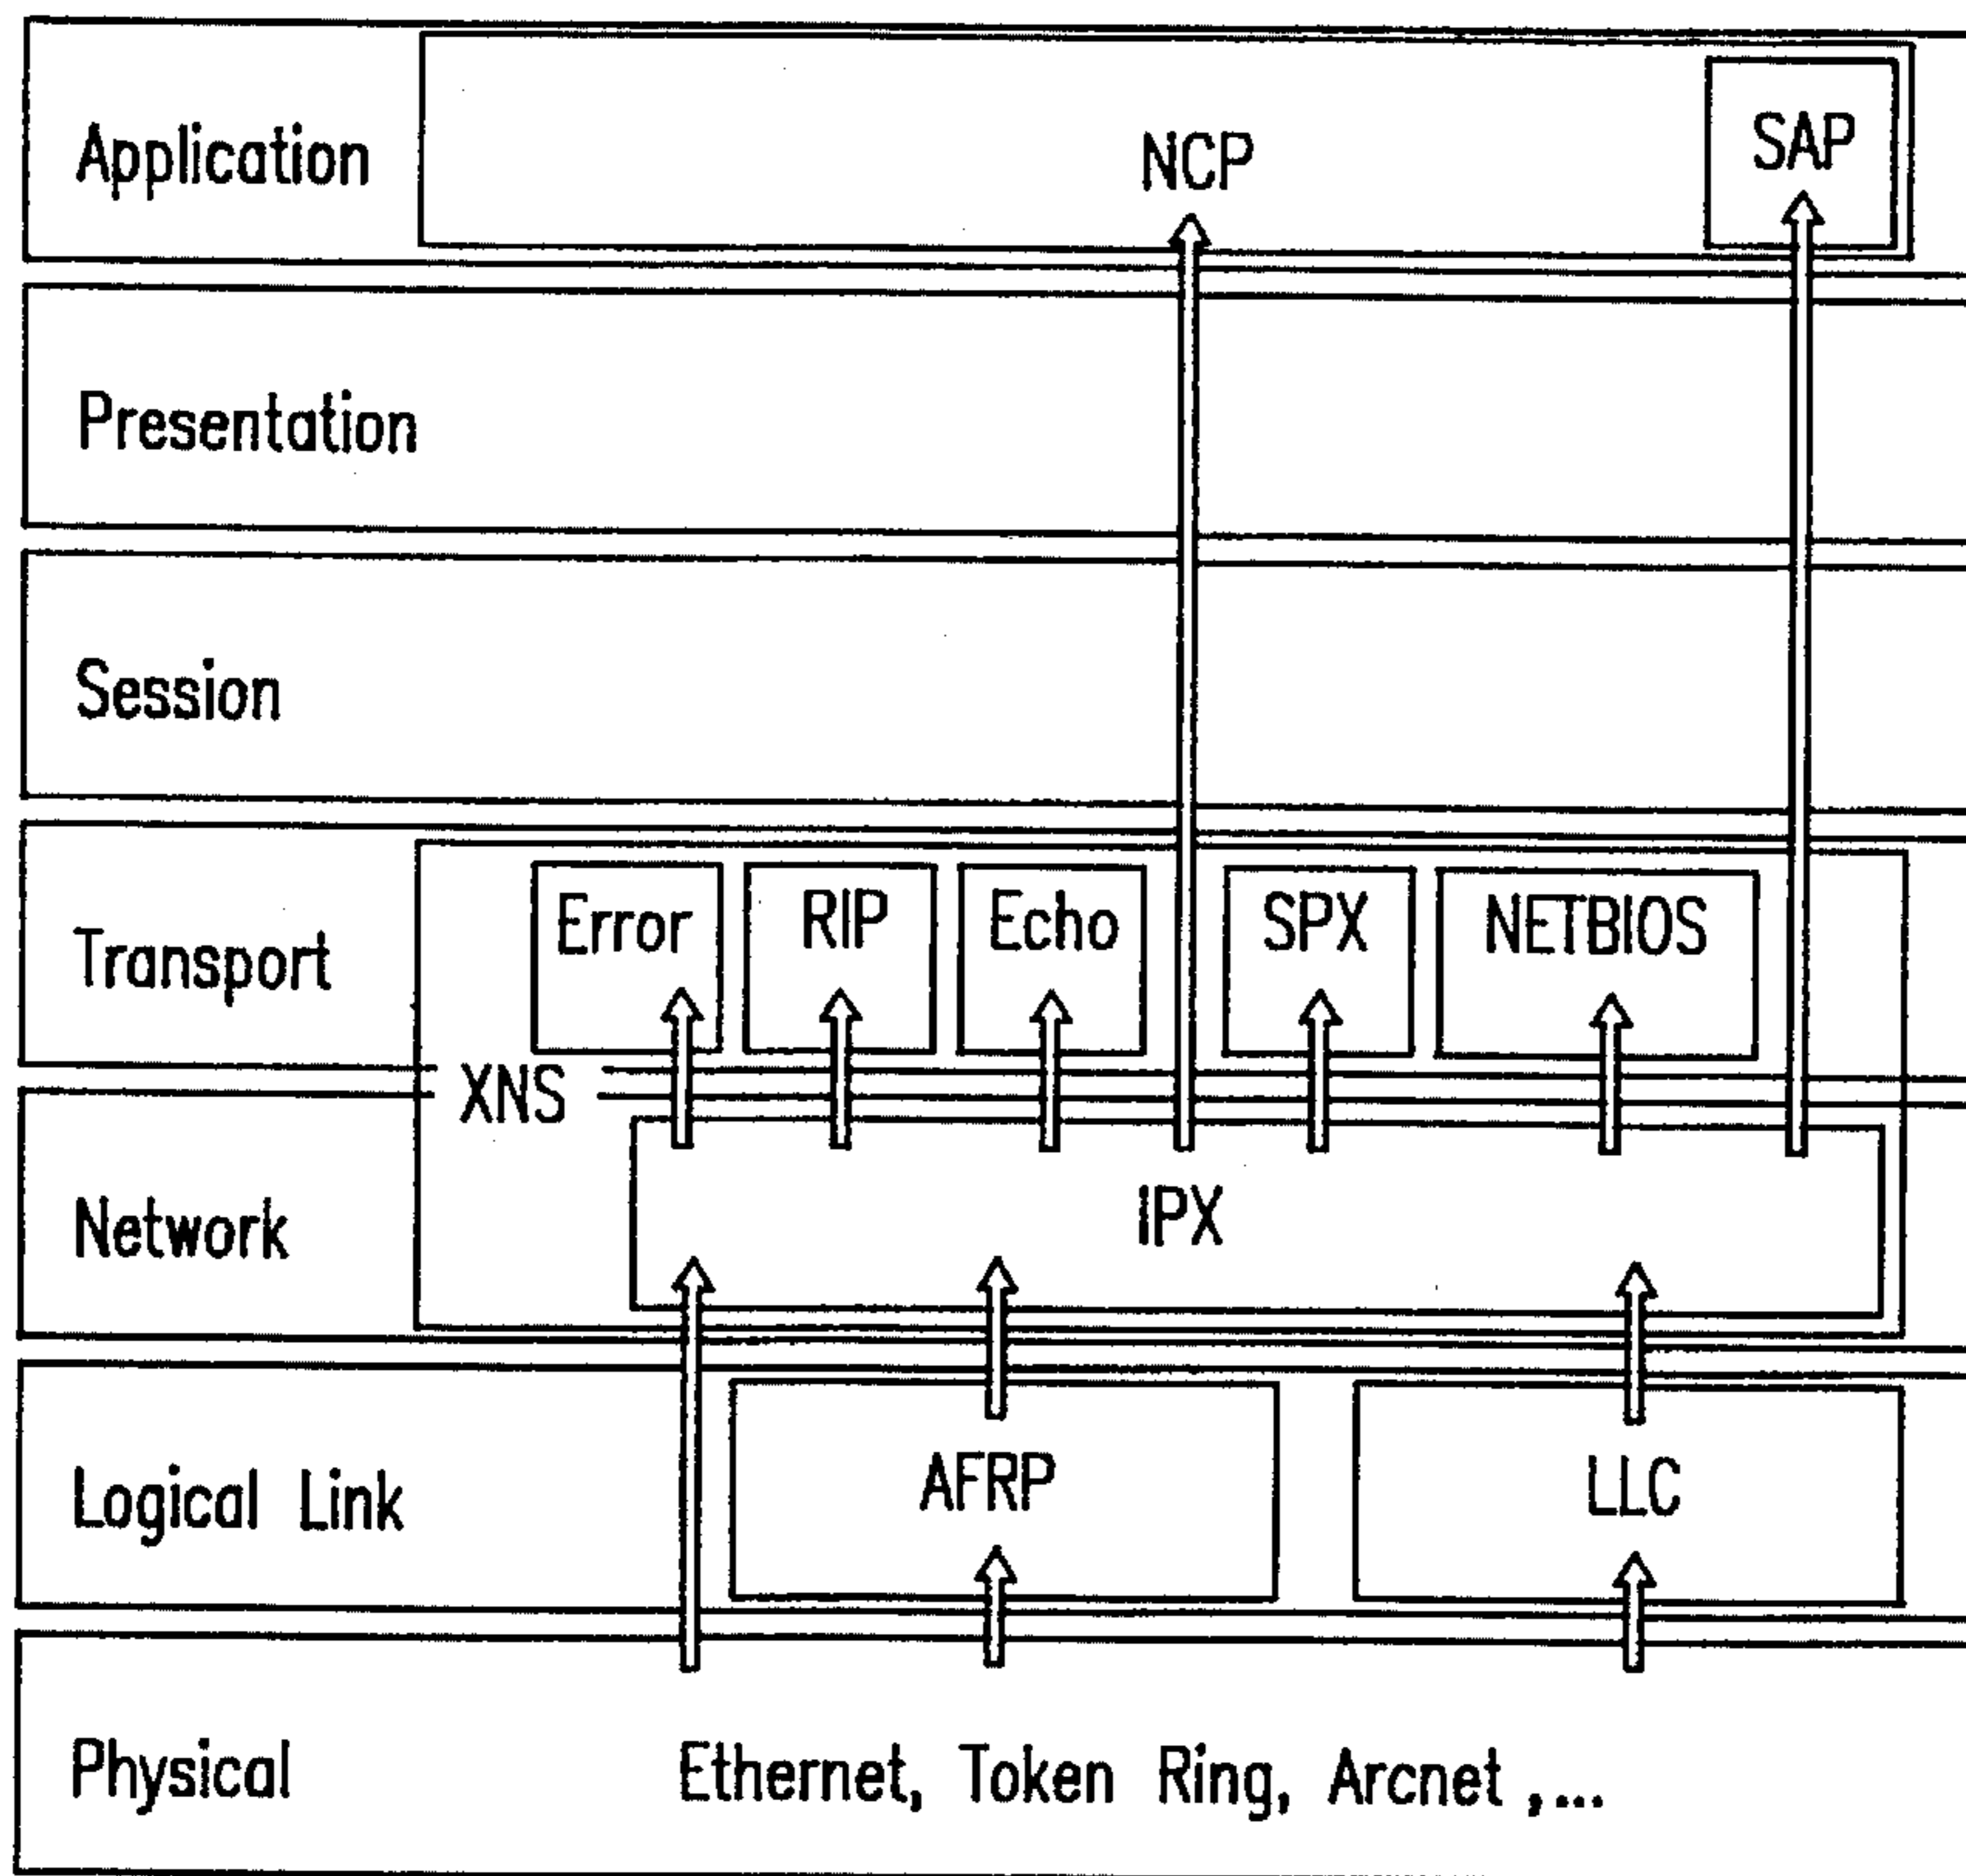 Application
NCP
SAP
Presentation
Session
Transport
Error
RIP
Echo
SPX
NETBIOS
XNS
Network
IPX
Logical Link
AFRP
LLC
Physical
Ethernet, Token Ring, Arcnet ,...